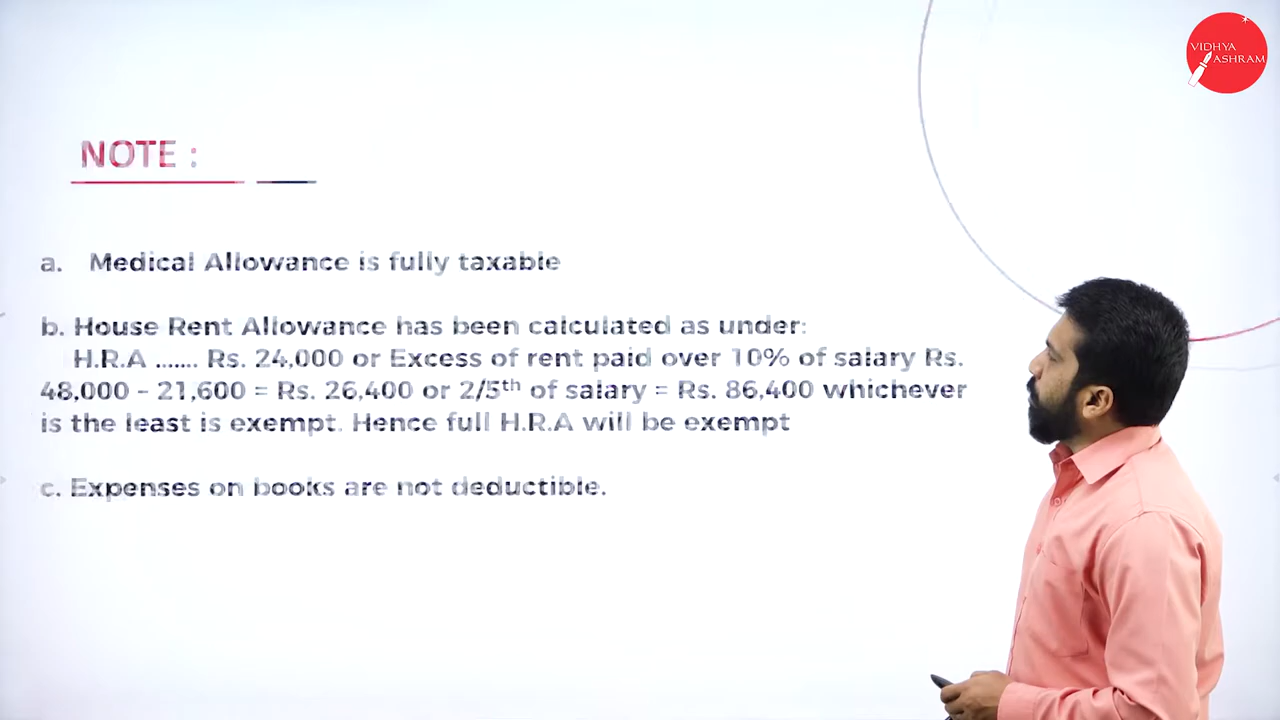 VIDHYA
ASHRAM
NOTE :
a. Medical Allowance is fully taxable
b. House Rent Allowance has been calculated as under:
H.R.A ....... Rs. 24,000 or Excess of rent paid over 10% of salary Rs.
48,000 - 21,600 = Rs. 26,400 or 2/5th of salary = Rs. 86,400 whichever
is the least is exempt. Hence full H.R.A will be exempt
c. Expenses on books are not deductible.